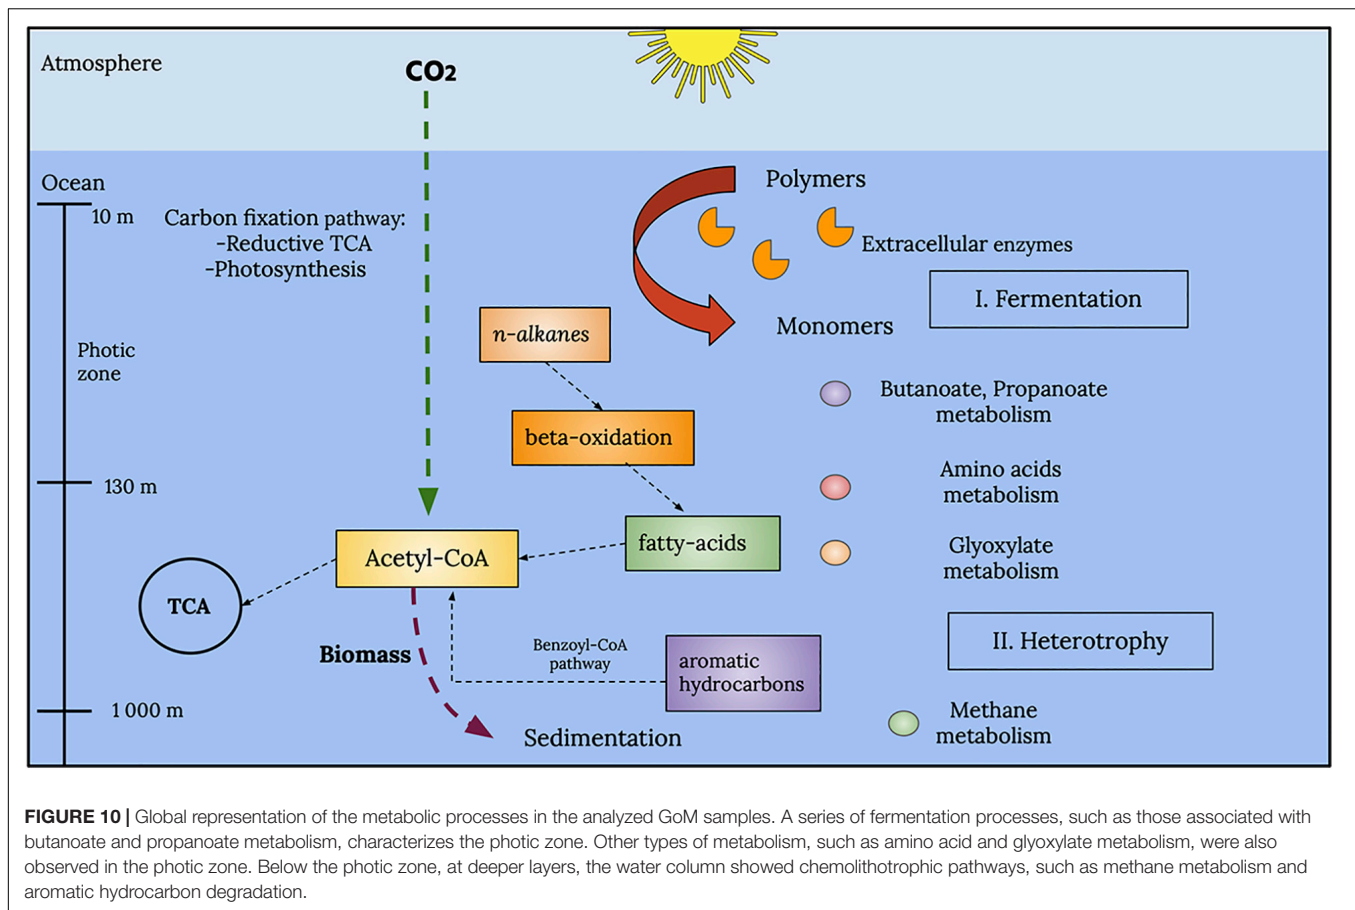 Atmosphere
CO2
Ocean
10 m
Carbon fixation pathway:
-Reductive TCA
-Photosynthesis
Polymers
Extracellular enzymes
I. Fermentation
Monomers
n-alkanes
Photic
zone
Butanoate, Propanoate
metabolism
beta-oxidation
130 m
Amino acids
metabolism
Acetyl-CoA
fatty-acids
Glyoxylate
metabolism
TCA
II. Heterotrophy
Biomass
Benzoyl-CoA
pathway
aromatic
hydrocarbons
1 000 m
Sedimentation
Methane
metabolism
FIGURE 10 | Global representation of the metabolic processes in the analyzed GoM samples. A series of fermentation processes, such as those associated with
butanoate and propanoate metabolism, characterizes the photic zone. Other types of metabolism, such as amino acid and glyoxylate metabolism, were also
observed in the photic zone. Below the photic zone, at deeper layers, the water column showed chemolithotrophic pathways, such as methane metabolism and
aromatic hydrocarbon degradation.